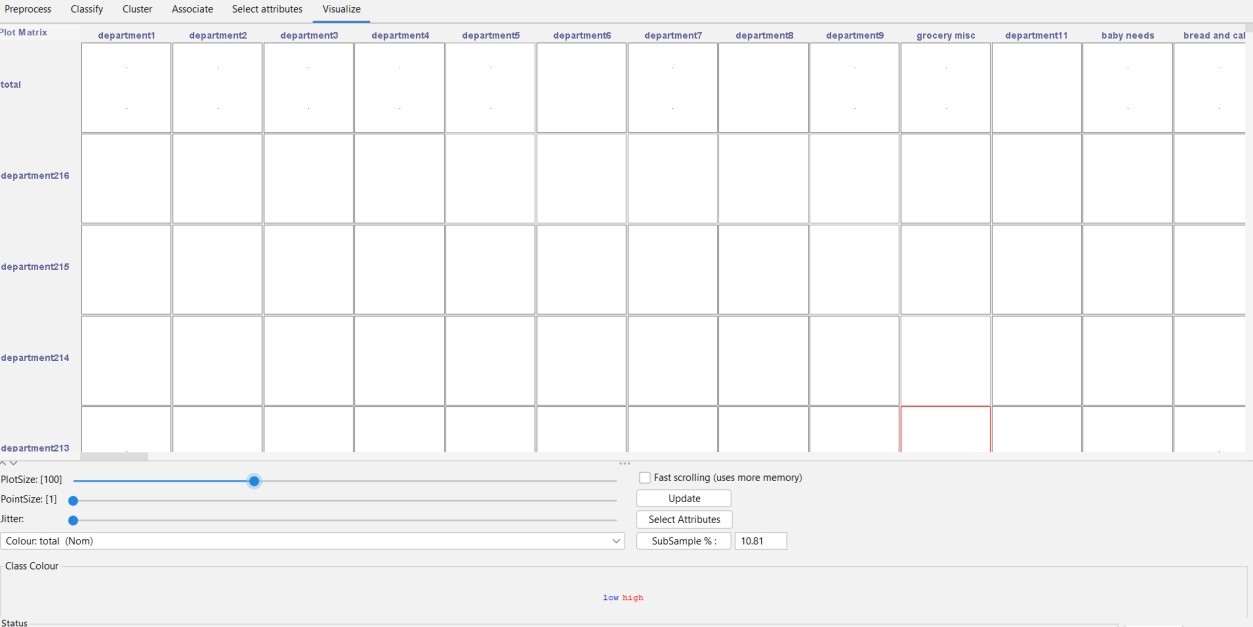 Preprocess Classify Cluster Associate Select attributes Visualize
Plot Matrix department1 department2 department3 department4 department5 department6 department7 department8 department9 grocery misc department11 baby needs bread and cal
total
department216
department215
department214
department213
PlotSize: [100] Fast scrolling (uses more memory)
PointSize: [1] Update
Jitter: Select Attributes
Colour: total (Nom) SubSample % : 10.81
Class Colour
low high
Status